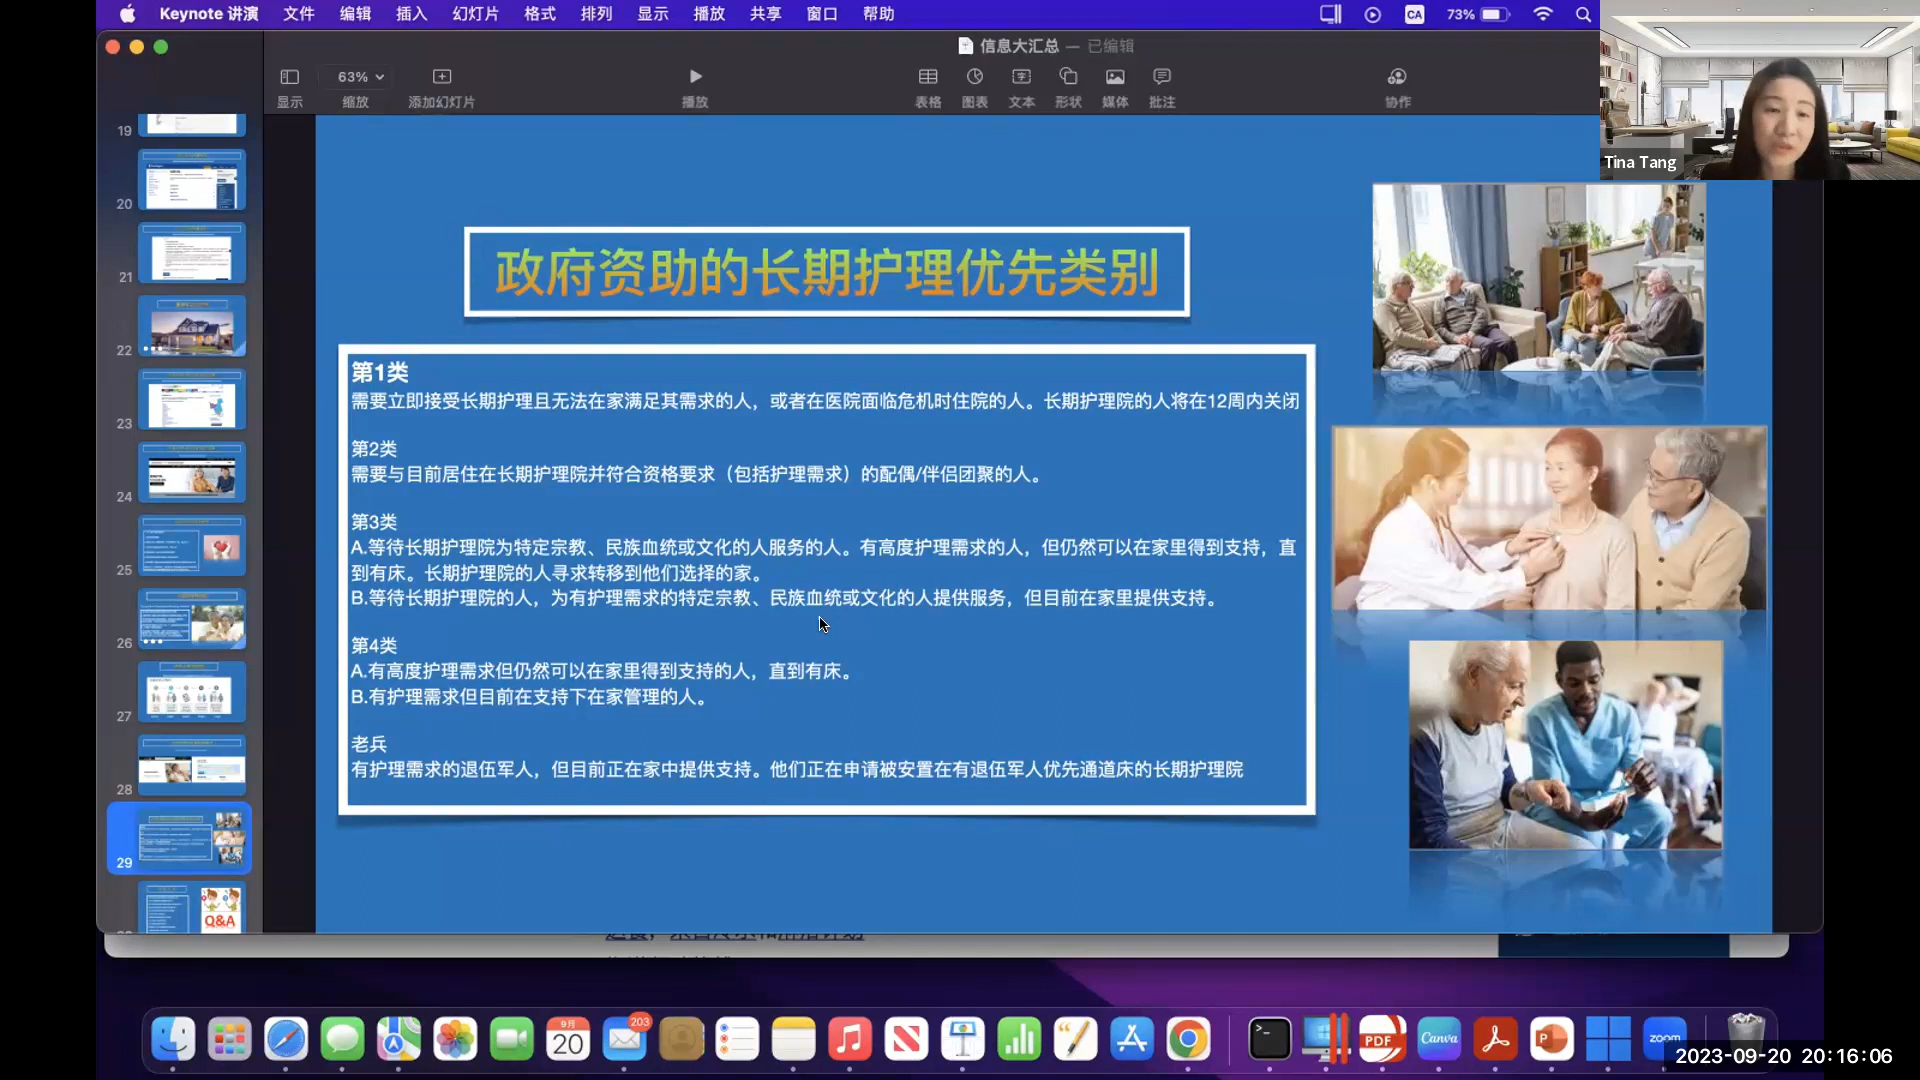 Keynote 讲演 文件 编辑 插入 幻灯片 格式 排列 显示 播放 共享 窗口 帮助
CA 73%
信息大汇总 — 已编辑
63%
显示 缩放 添加幻灯片 播放 表格 图表 文本 形状 媒体 批注 协作
Tina Tang
19
20
21
22
23
24
25
26
27
28
29
Q&A
政府资助的长期护理优先类别
第1类
需要立即接受长期护理且无法在家满足其需求的人，或者在医院面临危机时住院的人。长期护理院的人将在12周内关闭
第2类
需要与目前居住在长期护理院并符合资格要求（包括护理需求）的配偶/伴侣团聚的人。
第3类
A.等待长期护理院为特定宗教、民族血统或文化的人服务的人。有高度护理需求的人，但仍然可以在家里得到支持，直
到有床。长期护理院的人寻求转移到他们选择的家。
B.等待长期护理院的人，为有护理需求的特定宗教、民族血统或文化的人提供服务，但目前在家里提供支持。
第4类
A.有高度护理需求但仍然可以在家里得到支持的人，直到有床。
B.有护理需求但目前在支持下在家管理的人。
老兵
有护理需求的退伍军人，但目前正在家中提供支持。他们正在申请被安置在有退伍军人优先通道床的长期护理院
9月
20
203
PDF
Canva
zoom
2023-09-20 20:16:06